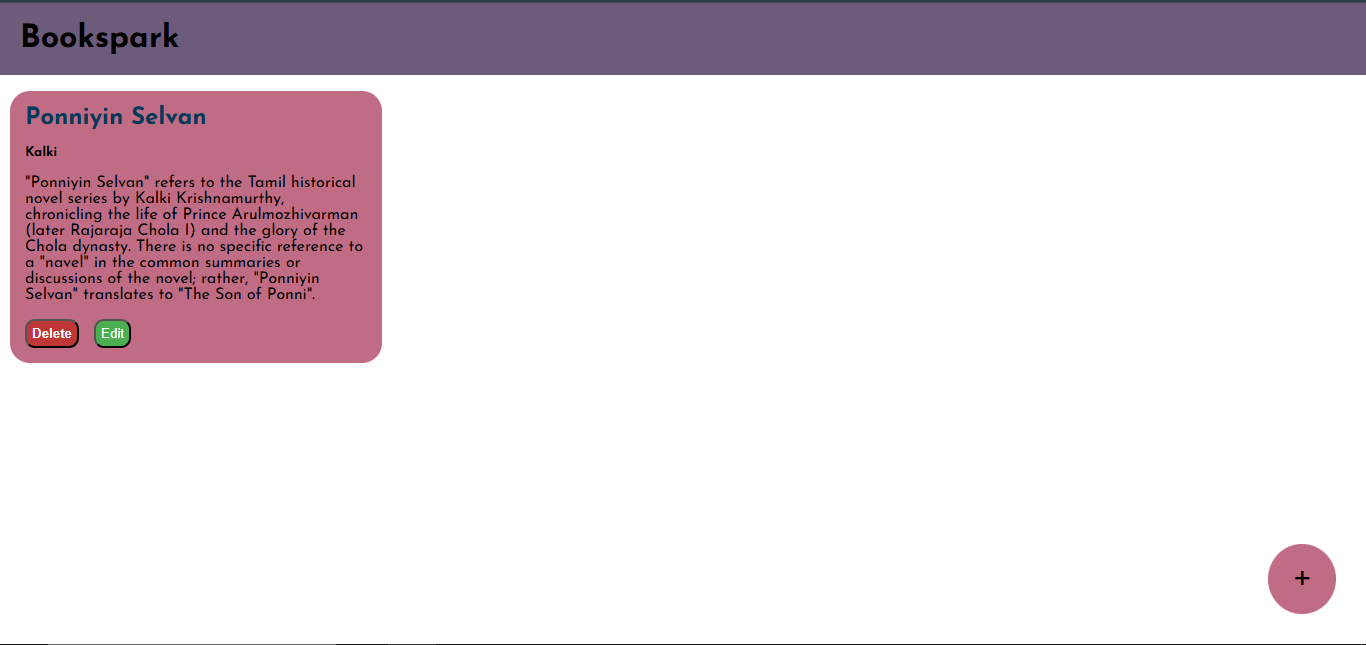 Bookspark
Ponniyin Selvan
Kalki
"Ponniyin Selvan" refers to the Tamil historical
novel series by Kalki Krishnamurthy,
chronicling the life of Prince Arulmozhivarman
(later Rajaraja Chola I) and the glory of the
Chola dynasty. There is no specific reference to
a "navel" in the common summaries or
discussions of the novel; rather, "Ponniyin
Selvan" translates to "The Son of Ponni".
Delete Edit
+